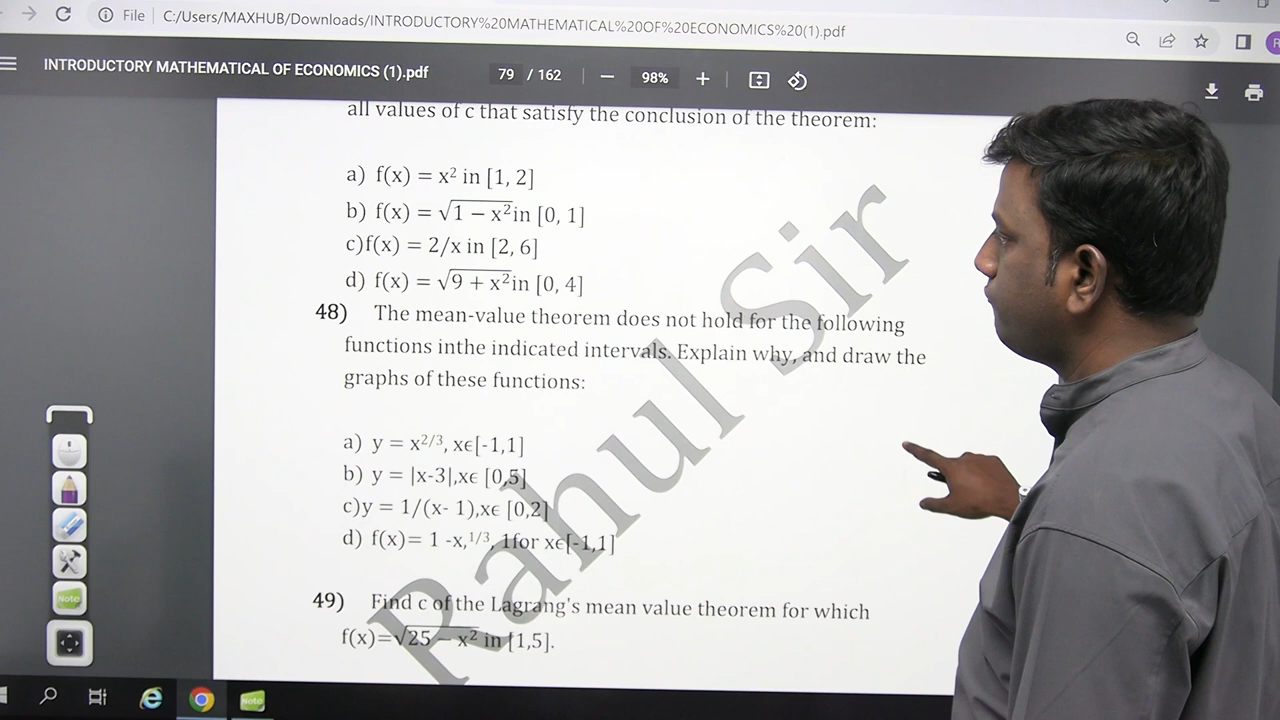 File C:/Users/MAXHUB/Downloads/INTRODUCTORY%20MATHEMATICAL%20OF%20ECONOMICS%20(1).pdf
INTRODUCTORY MATHEMATICAL OF ECONOMICS (1).pdf 79 / 162 — 98% +
all values of c that satisfy the conclusion of the theorem:
a) f(x) = x² in [1, 2]
b) f(x) = √1 − x²in [0, 1]
c)f(x) = 2/x in [2, 6]
d) f(x) = √9 + x²in [0, 4]
48) The mean-value theorem does not hold for the following
functions inthe indicated intervals. Explain why, and draw the
graphs of these functions:
a) y = x^2/3, xϵ[-1,1]
b) y = |x-3|,xϵ [0,5]
c)y = 1/(x- 1),xϵ [0,2]
d) f(x)= 1 -x,^1/3, 1for xϵ[-1,1]
49) Find c of the Lagrang's mean value theorem for which
f(x)=√25 − x² in [1,5].
Rahul Sir
Note
Note